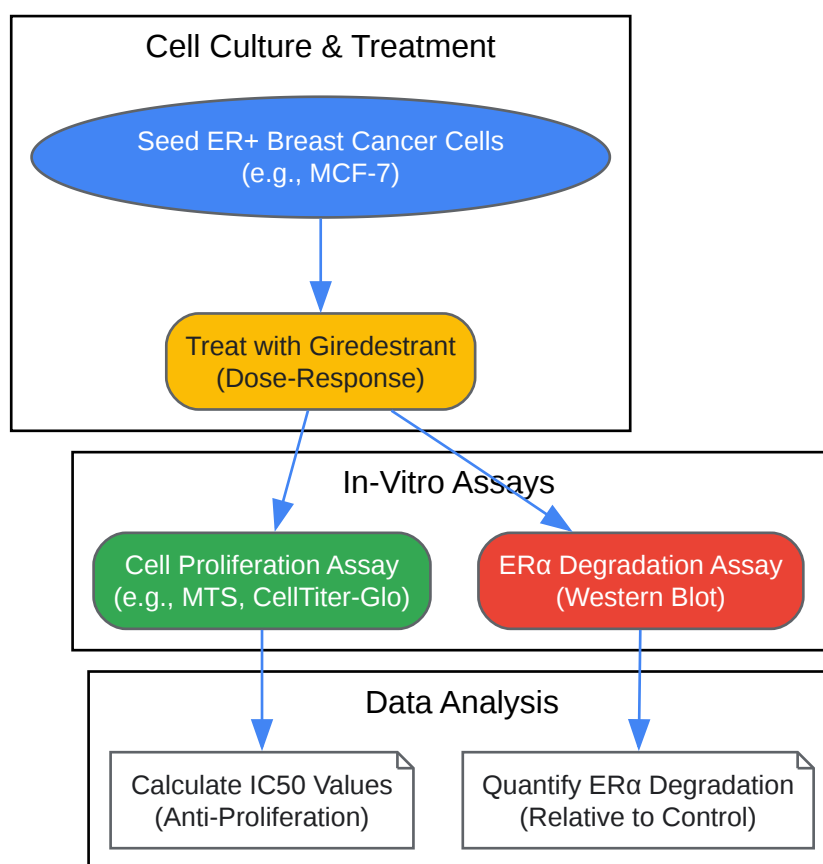 Cell Culture & Treatment
Seed ER+ Breast Cancer Cells
(e.g., MCF-7)
Treat with Giredestrant
(Dose-Response)
In-Vitro Assays
Cell Proliferation Assay
(e.g., MTS, CellTiter-Glo)
ERα Degradation Assay
(Western Blot)
Data Analysis
Calculate IC50 Values
(Anti-Proliferation)
Quantify ERα Degradation
(Relative to Control)